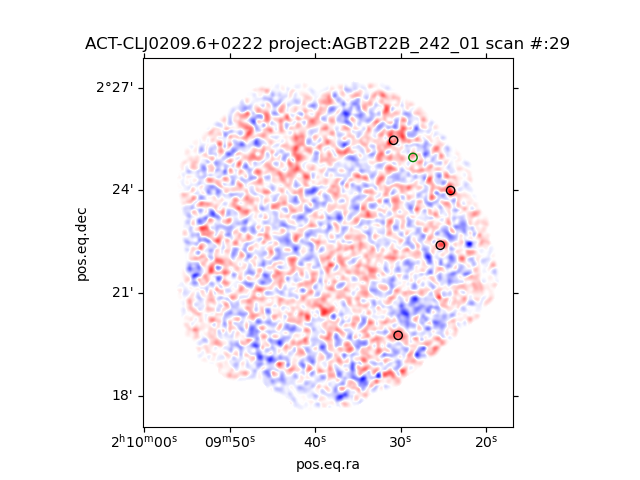 ACT-CLJ0209.6+0222 project:AGBT22B_242_01 scan #:29
2°27'
24'
21'
18'
pos.eq.dec
2ʰ10ᵐ00ˢ 09ᵐ50ˢ 40ˢ 30ˢ 20ˢ
pos.eq.ra